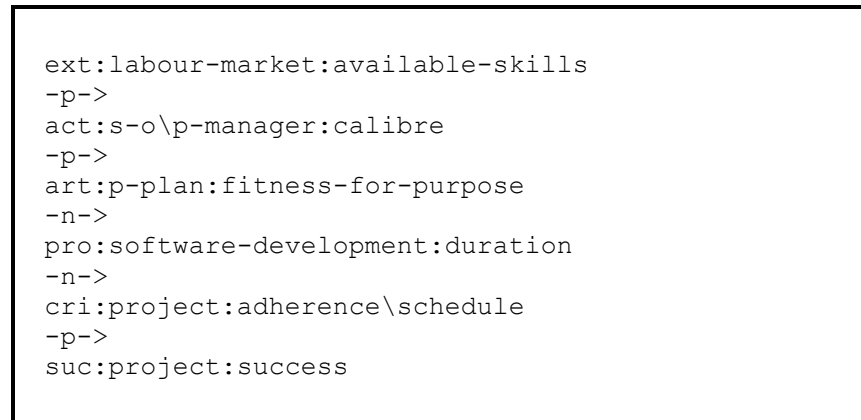 ext:labour-market:available-skills
-p->
act:s-o\p-manager:calibre
-p->
art:p-plan:fitness-for-purpose
-n->
pro:software-development:duration
-n->
cri:project:adherence\schedule
-p->
suc:project:success